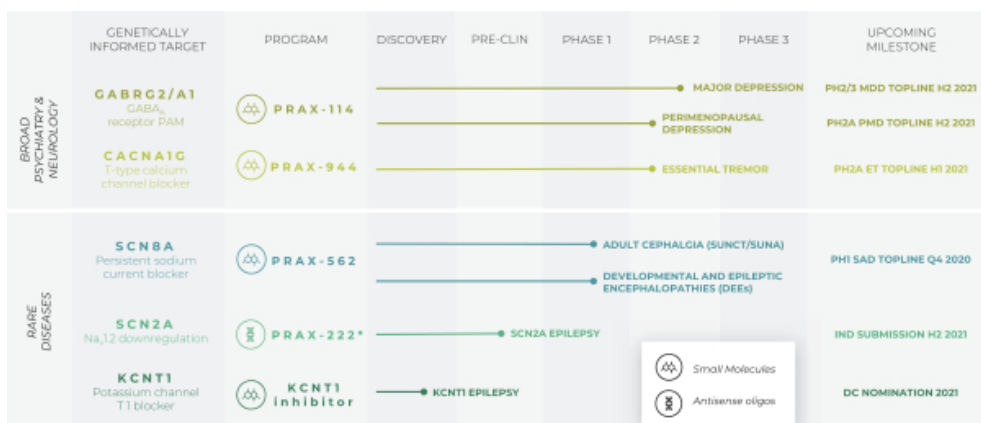 GENETICALLY
INFORMED TARGET
PROGRAM
DISCOVERY
PRE-CLIN
PHASE 1
PHASE 2
PHASE 3
UPCOMING
MILESTONE
BROAD
PSYCHIATRY &
NEUROLOGY
GABRG2/A1
GABAA
receptor PAM
PRAX-114
MAJOR DEPRESSION
PH2/3 MDD TOPLINE H2 2021
PERIMENOPAUSAL
DEPRESSION
PH2A PMD TOPLINE H2 2021
CACNA1G
T-type calcium
channel blocker
PRAX-944
ESSENTIAL TREMOR
PH2A ET TOPLINE H1 2021
RARE
DISEASES
SCN8A
Persistent sodium
current blocker
PRAX-562
ADULT CEPHALGIA (SUNCT/SUNA)
DEVELOPMENTAL AND EPILEPTIC
ENCEPHALOPATHIES (DEEs)
PH1 SAD TOPLINE Q4 2020
SCN2A
Nav1.2 downregulation
PRAX-222*
SCN2A EPILEPSY
IND SUBMISSION H2 2021
KCNT1
Potassium channel
T1 blocker
KCNT1
inhibitor
KCNT1 EPILEPSY
DC NOMINATION 2021
Small Molecules
Antisense oligos